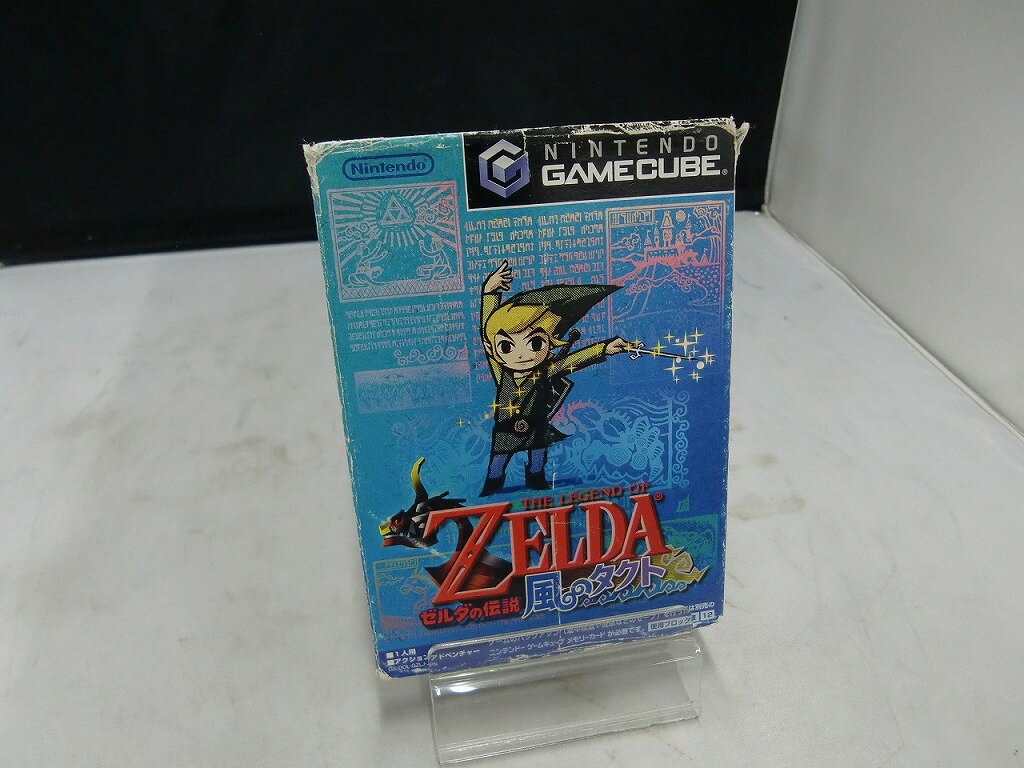 Nintendo
NINTENDO
GAMECUBE
THE LEGEND OF
ZELDA®
ゼルダの伝説
風のタクト
■1人用
■アクションアドベンチャー
ニンテンドーゲームキューブ メモリーカード が必要です。
使用ブロック数 12